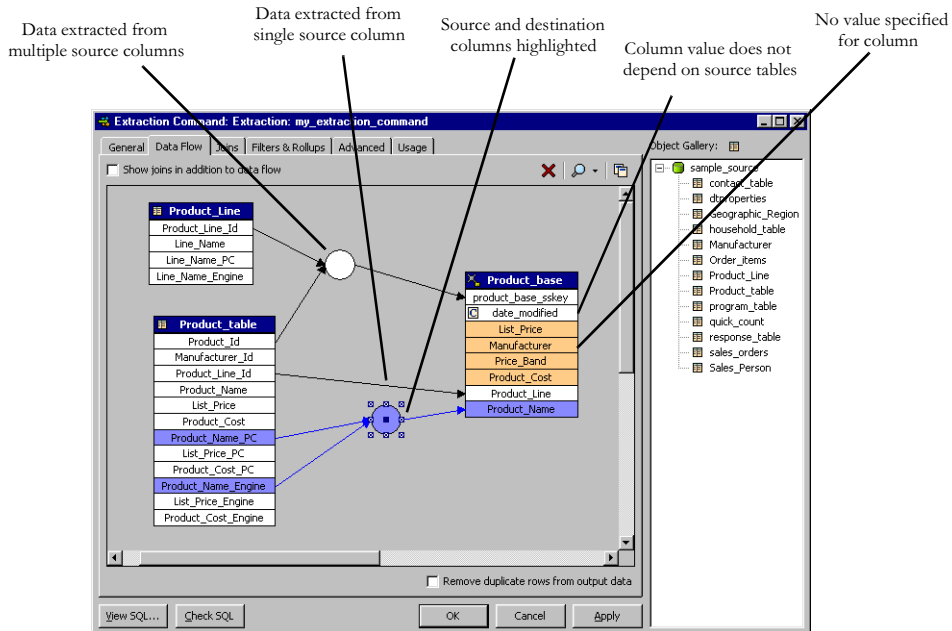 Data extracted from
multiple source columns
Data extracted from
single source column
Source and destination
columns highlighted
Column value does not
depend on source tables
No value specified
for column
Extraction Command: Extraction: my_extraction_command
General
Data Flow
Joins
Filters & Rollups
Advanced
Usage
Show joins in addition to data flow
Product_Line
Product_Line_Id
Line_Name
Line_Name_PC
Line_Name_Engine
Product_table
Product_Id
Manufacturer_Id
Product_Line_Id
Product_Name
List_Price
Product_Cost
Product_Name_PC
List_Price_PC
Product_Cost_PC
Product_Name_Engine
List_Price_Engine
Product_Cost_Engine
Product_base
product_base_sskey
C date_modified
List_Price
Manufacturer
Price_Band
Product_Cost
Product_Line
Product_Name
Remove duplicate rows from output data
Object Gallery:
sample_source
contact_table
dtproperties
Geographic_Region
household_table
Manufacturer
Order_items
Product_Line
Product_table
program_table
quick_count
response_table
sales_orders
Sales_Person
View SQL...
Check SQL
OK
Cancel
Apply